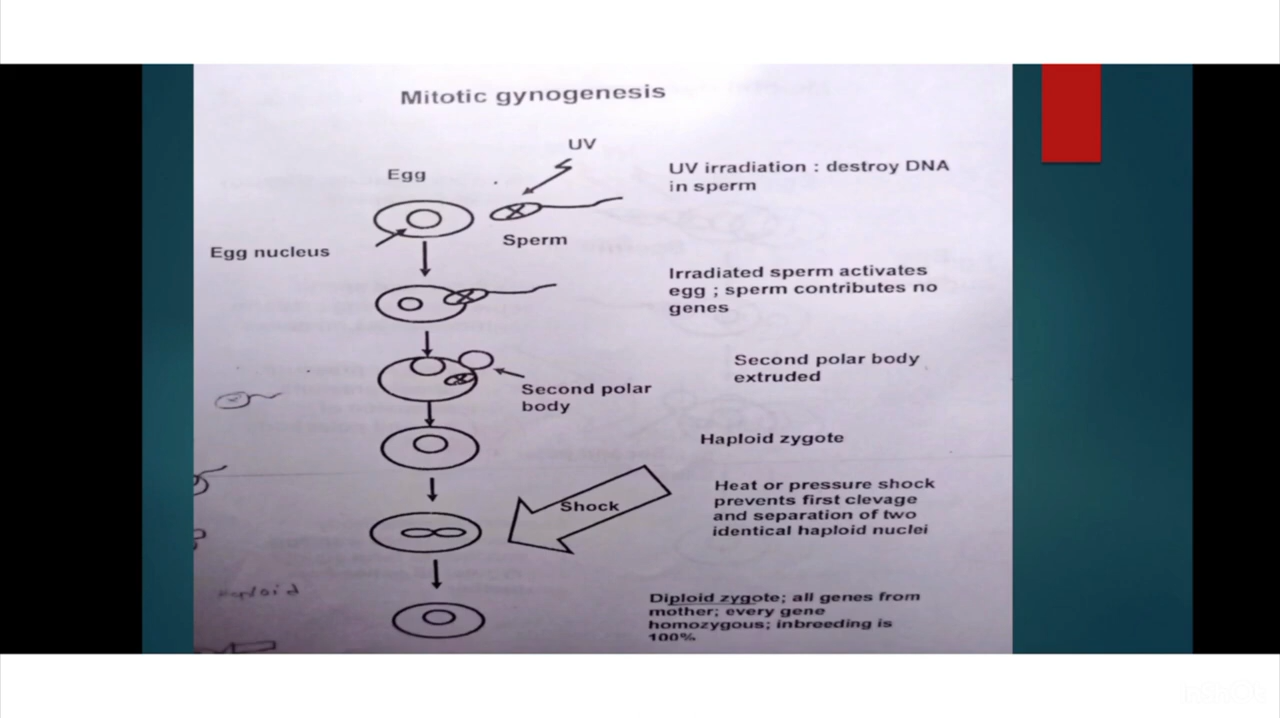 Mitotic gynogenesis
UV
Egg
UV irradiation : destroy DNA
in sperm
Sperm
Egg nucleus
Irradiated sperm activates
egg ; sperm contributes no
genes
Second polar body
extruded
Second polar
body
Haploid zygote
Heat or pressure shock
prevents first clevage
and separation of two
identical haploid nuclei
Shock
Haploid
Diploid zygote; all genes from
mother; every gene
homozygous; inbreeding is
100%